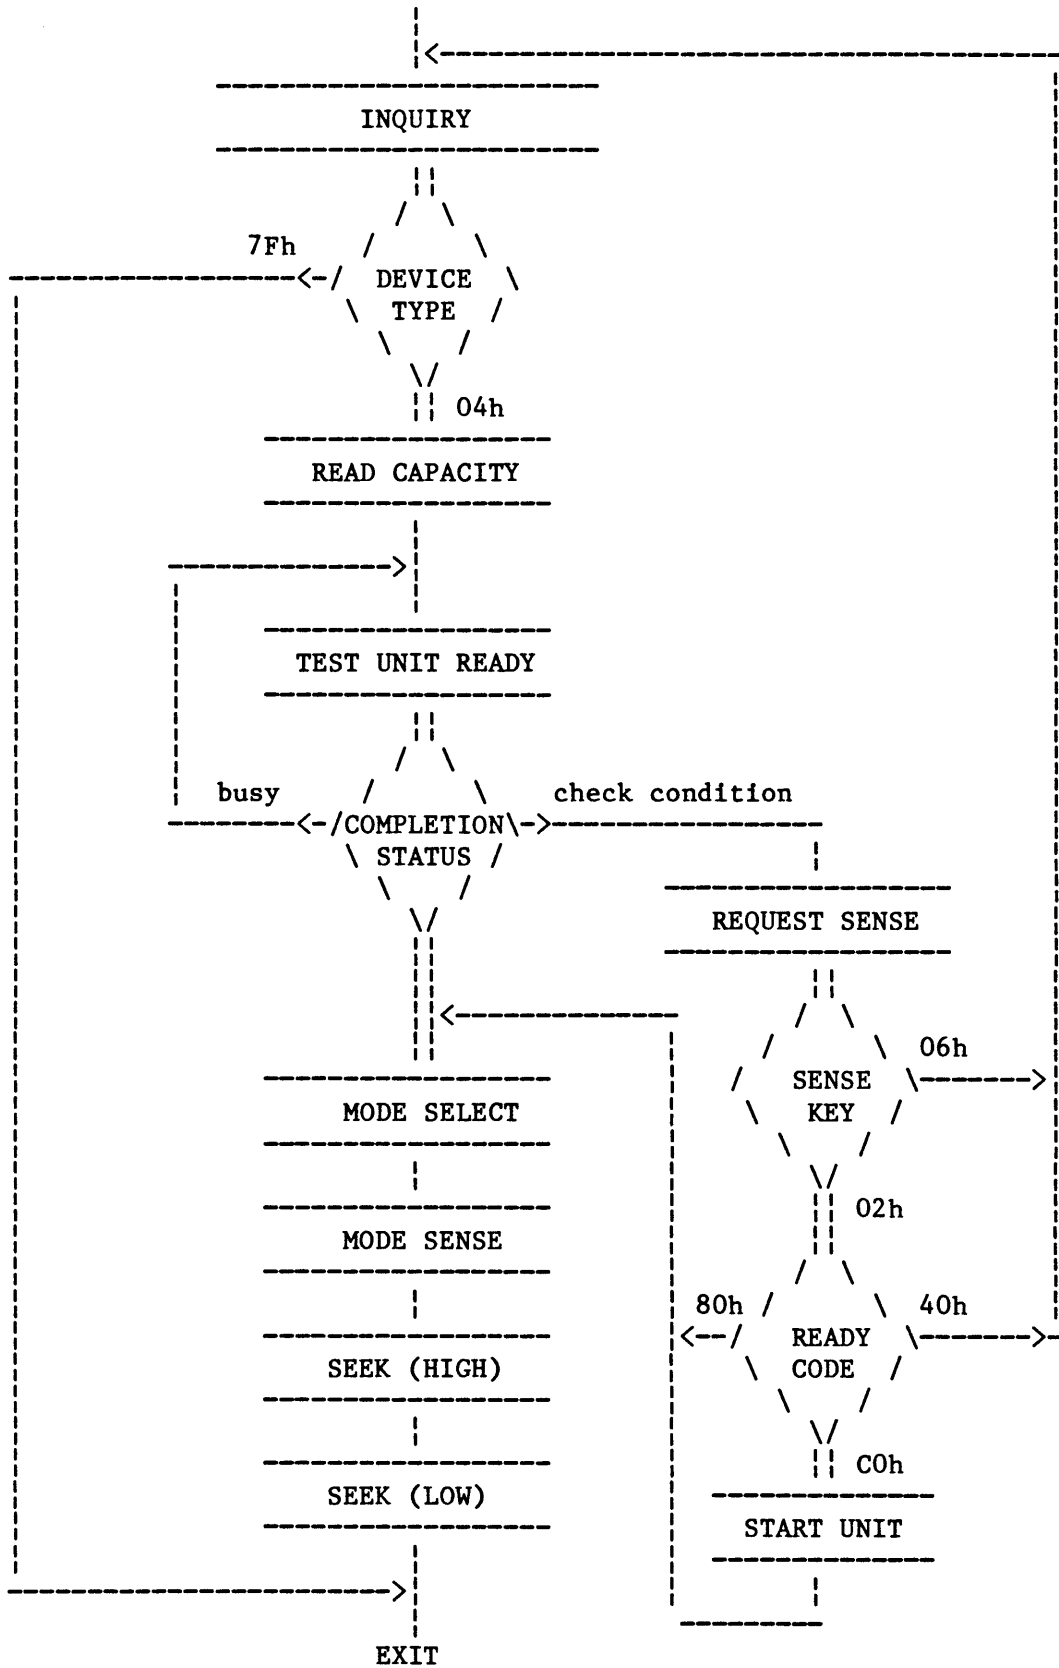 INQUIRY
7Fh
DEVICE
TYPE
04h
READ CAPACITY
TEST UNIT READY
busy
check condition
COMPLETION
STATUS
REQUEST SENSE
06h
SENSE
KEY
MODE SELECT
02h
MODE SENSE
80h
40h
READY
CODE
SEEK (HIGH)
C0h
SEEK (LOW)
START UNIT
EXIT